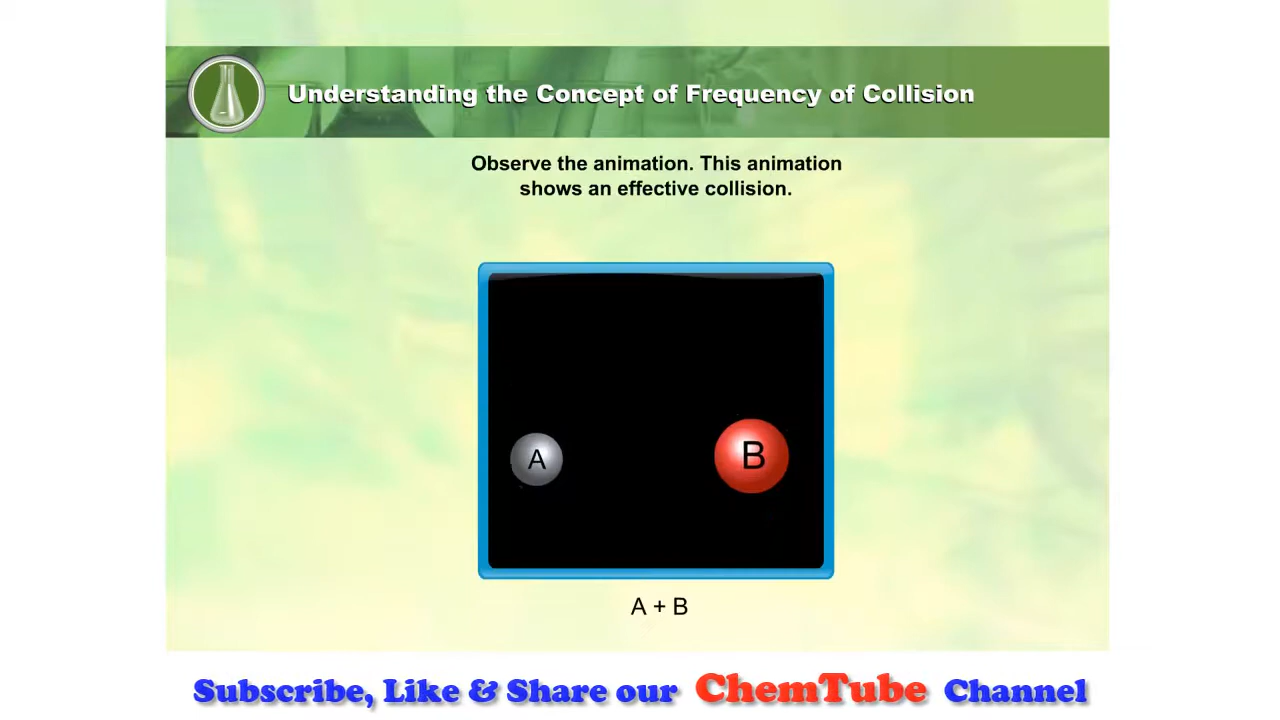 Understanding the Concept of Frequency of Collision
Observe the animation. This animation
shows an effective collision.
A
B
A + B
Subscribe, Like & Share our ChemTube Channel